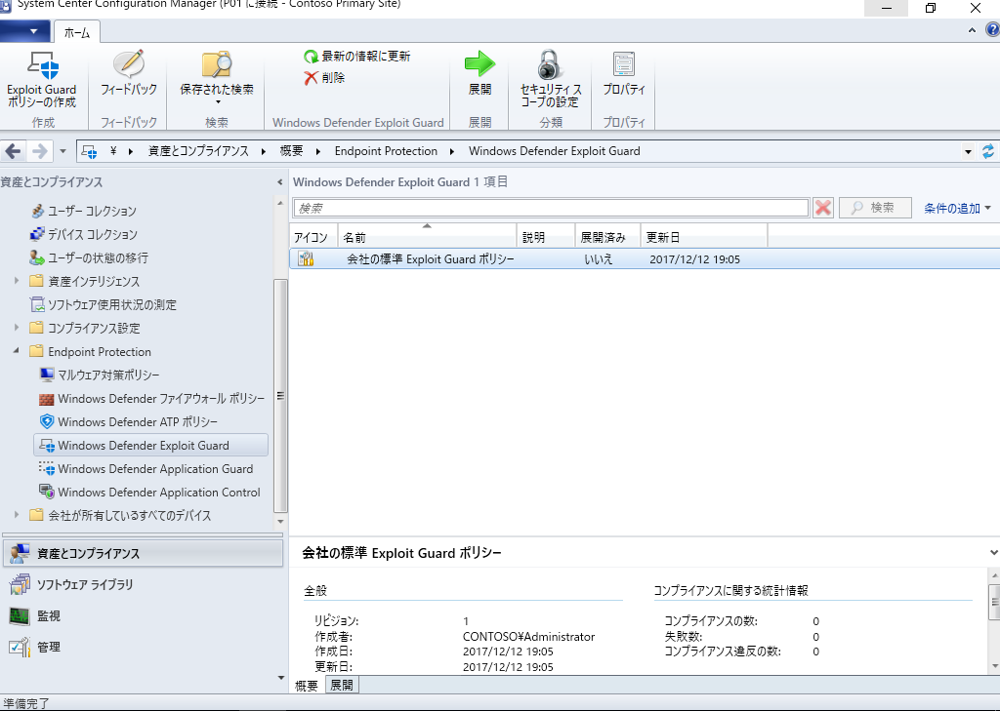 System Center Configuration Manager (P01 に接続 - Contoso Primary Site)
ホーム
Exploit Guard
ポリシーの作成
作成
フィードバック
フィードバック
保存された検索
検索
最新の情報に更新
削除
Windows Defender Exploit Guard
展開
展開
セキュリティ ス
コープの設定
分類
プロパティ
プロパティ
¥ 資産とコンプライアンス 概要 Endpoint Protection Windows Defender Exploit Guard
資産とコンプライアンス
ユーザー コレクション
デバイス コレクション
ユーザーの状態の移行
資産インテリジェンス
ソフトウェア使用状況の測定
コンプライアンス設定
Endpoint Protection
マルウェア対策ポリシー
Windows Defender ファイアウォール ポリシー
Windows Defender ATP ポリシー
Windows Defender Exploit Guard
Windows Defender Application Guard
Windows Defender Application Control
会社が所有しているすべてのデバイス
資産とコンプライアンス
ソフトウェア ライブラリ
監視
管理
Windows Defender Exploit Guard 1 項目
検索 検索 条件の追加
アイコン 名前 説明 展開済み 更新日
会社の標準 Exploit Guard ポリシー いいえ 2017/12/12 19:05
会社の標準 Exploit Guard ポリシー
全般
リビジョン: 1
作成者: CONTOSO¥Administrator
作成日: 2017/12/12 19:05
更新日: 2017/12/12 19:05
コンプライアンスに関する統計情報
コンプライアンスの数: 0
失敗数: 0
コンプライアンス違反の数: 0
概要 展開
準備完了